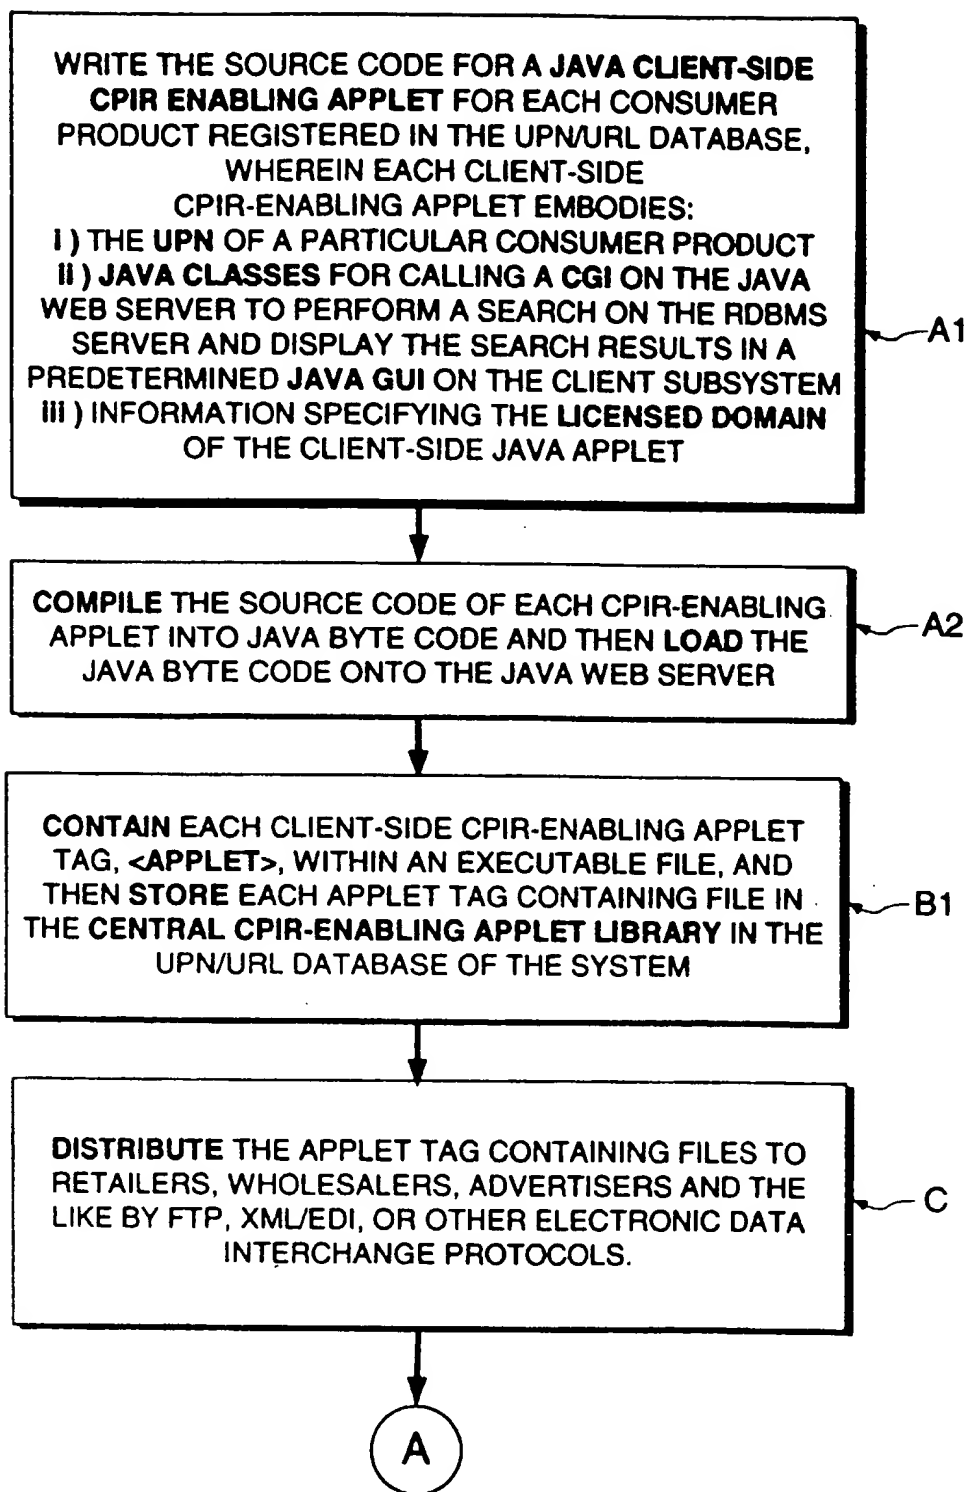 WRITE THE SOURCE CODE FOR A JAVA CLIENT-SIDE
CPIR ENABLING APPLET FOR EACH CONSUMER
PRODUCT REGISTERED IN THE UPN/URL DATABASE,
WHEREIN EACH CLIENT-SIDE
CPIR-ENABLING APPLET EMBODIES:
i ) THE UPN OF A PARTICULAR CONSUMER PRODUCT
ii ) JAVA CLASSES FOR CALLING A CGI ON THE JAVA
WEB SERVER TO PERFORM A SEARCH ON THE RDBMS
SERVER AND DISPLAY THE SEARCH RESULTS IN A
PREDETERMINED JAVA GUI ON THE CLIENT SUBSYSTEM
iii ) INFORMATION SPECIFYING THE LICENSED DOMAIN
OF THE CLIENT-SIDE JAVA APPLET
A1
COMPILE THE SOURCE CODE OF EACH CPIR-ENABLING
APPLET INTO JAVA BYTE CODE AND THEN LOAD THE
JAVA BYTE CODE ONTO THE JAVA WEB SERVER
A2
CONTAIN EACH CLIENT-SIDE CPIR-ENABLING APPLET
TAG, <APPLET>, WITHIN AN EXECUTABLE FILE, AND
THEN STORE EACH APPLET TAG CONTAINING FILE IN
THE CENTRAL CPIR-ENABLING APPLET LIBRARY IN THE
UPN/URL DATABASE OF THE SYSTEM
B1
DISTRIBUTE THE APPLET TAG CONTAINING FILES TO
RETAILERS, WHOLESALERS, ADVERTISERS AND THE
LIKE BY FTP, XML/EDI, OR OTHER ELECTRONIC DATA
INTERCHANGE PROTOCOLS.
C
A